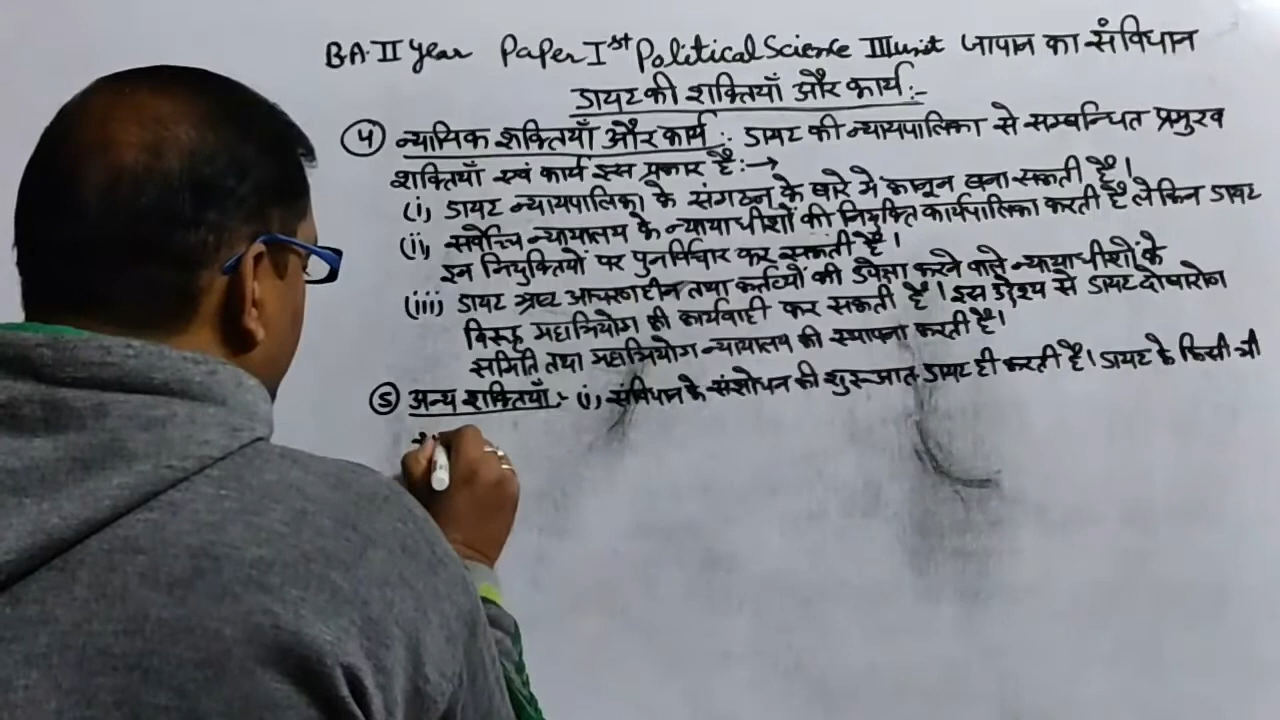 B.A. II Year Paper Ist Political Science III unit जापान का संविधान
डायट की शक्तियाँ और कार्य :-
4 न्यायिक शक्तियाँ और कार्य : डायट की न्यायपालिका से सम्बन्धित प्रमुख
शक्तियाँ एवं कार्य इस प्रकार है :→
(i) डायट न्यायपालिका के संगठन के बारे मे कानून बना सकती है।
(ii) सर्वोच्च न्यायालय के न्यायाधीशों की नियुक्ति कार्यपालिका करती है लेकिन डायट
इन नियुक्तियों पर पुनर्विचार कर सकती है।
(iii) डायट भ्रष्ट आचरणहीन तथा कर्तव्यों की उपेक्षा करने वाले न्यायाधीशों के
विरुद्ध महाभियोग की कार्यवाही कर सकती है। इस उद्देश्य से डायट दोषारोपण
समिति तथा महाभियोग न्यायालय की स्थापना करती है।
5 अन्य शक्तियाँ :- (i) संविधान के संशोधन की शुरूआत डायट ही करती है। डायट के किसी भी